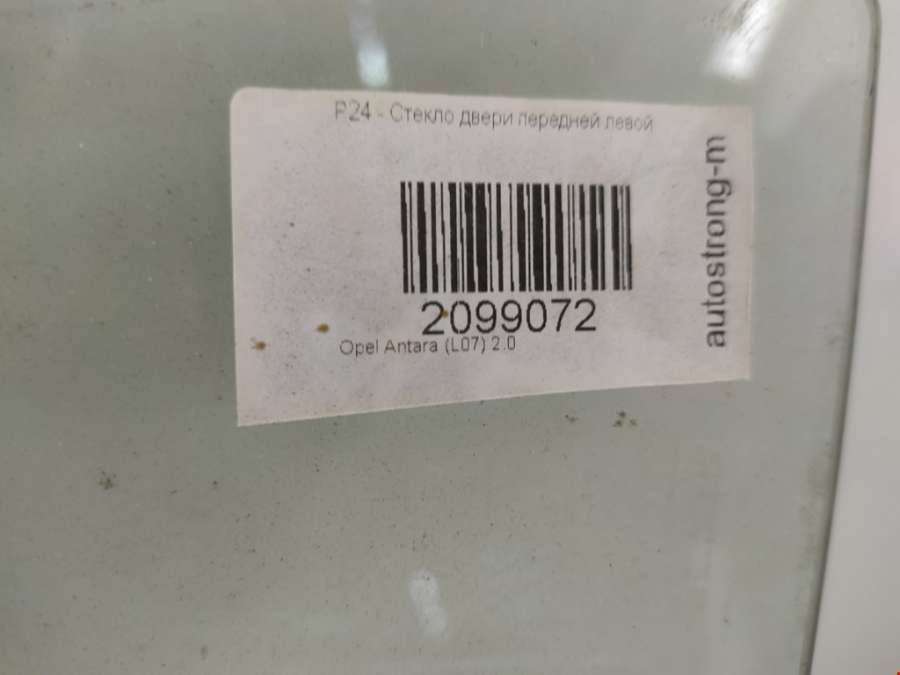 P24 - Стекло двери передней левой
2099072
Opel Antara (L07) 2.0
autostrong-m